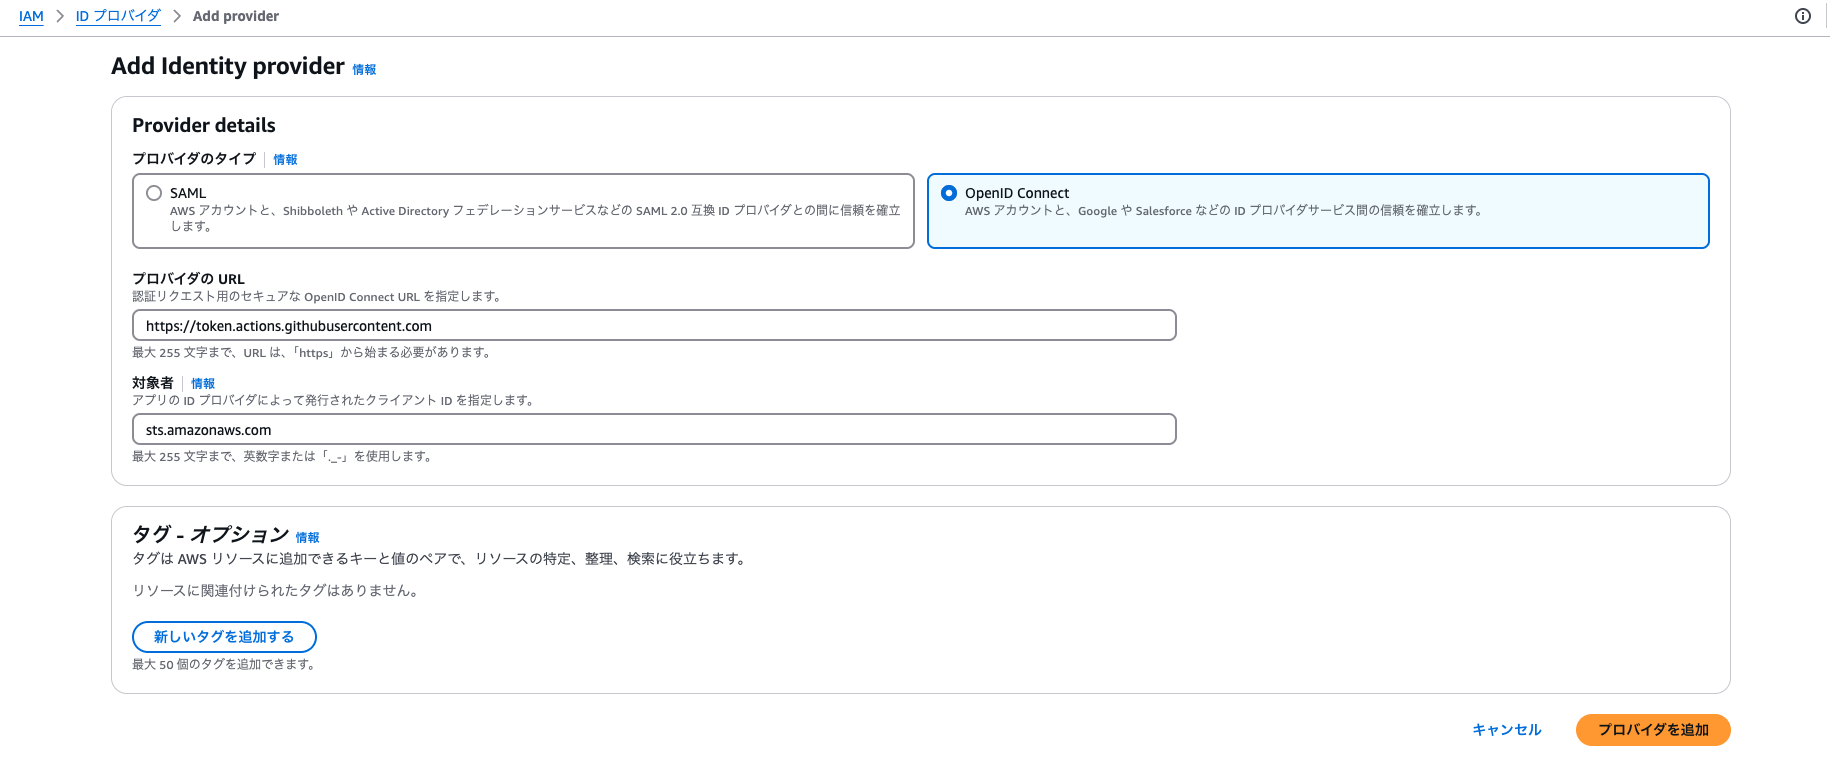 IAM > ID プロバイダ > Add provider
Add Identity provider 情報
Provider details
プロバイダのタイプ | 情報
SAML
AWS アカウントと、Shibboleth や Active Directory フェデレーションサービスなどの SAML 2.0 互換 ID プロバイダとの間に信頼を確立
します。
OpenID Connect
AWS アカウントと、Google や Salesforce などの ID プロバイダサービス間の信頼を確立します。
プロバイダの URL
認証リクエスト用のセキュアな OpenID Connect URL を指定します。
https://token.actions.githubusercontent.com
最大 255 文字まで、URL は、「https」から始まる必要があります。
対象者 | 情報
アプリの ID プロバイダによって発行されたクライアント ID を指定します。
sts.amazonaws.com
最大 255 文字まで、英数字または「._-」を使用します。
タグ - オプション 情報
タグは AWS リソースに追加できるキーと値のペアで、リソースの特定、整理、検索に役立ちます。
リソースに関連付けられたタグはありません。
新しいタグを追加する
最大 50 個のタグを追加できます。
キャンセル
プロバイダを追加